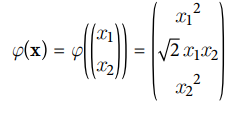 φ(x) = φ((x₁ x₂)) = (x₁² √2 x₁x₂ x₂²)